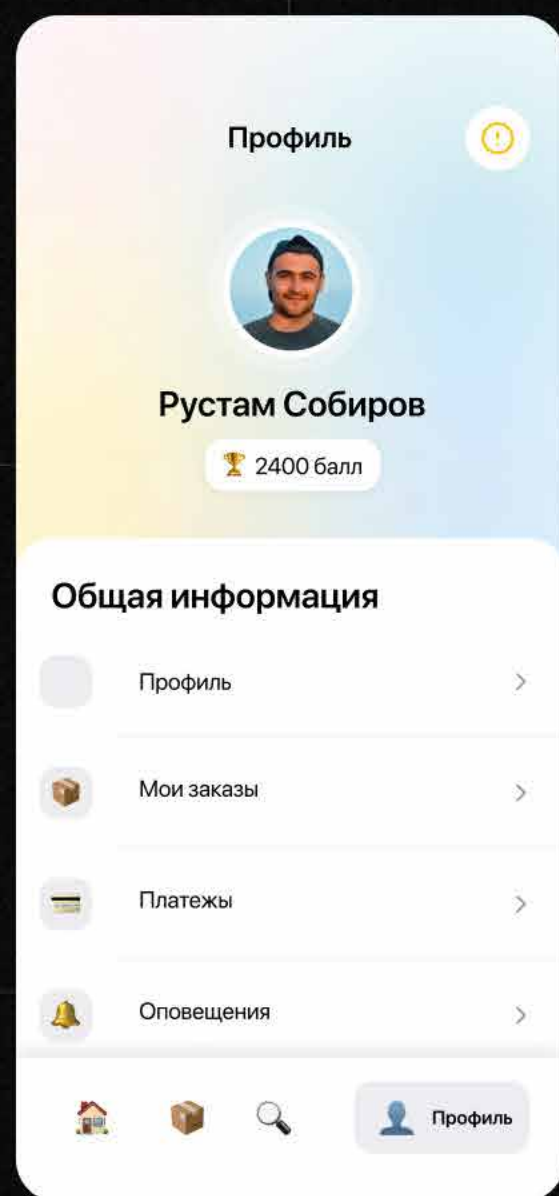 Профиль
Рустам Собиров
2400 балл
Общая информация
Профиль
Мои заказы
Платежы
Оповещения
Профиль